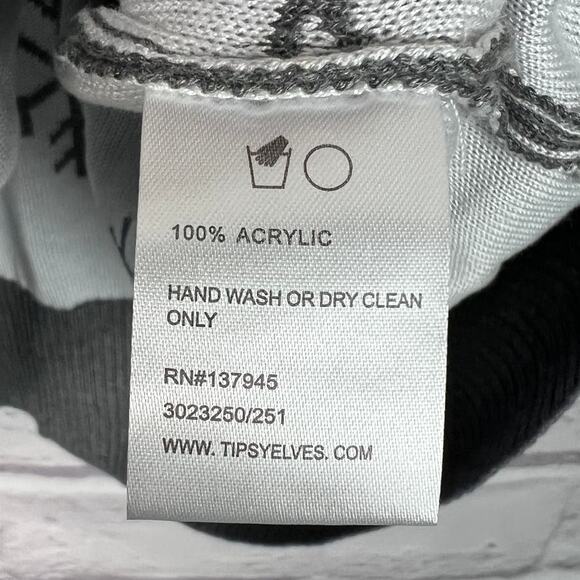 100% ACRYLIC
HAND WASH OR DRY CLEAN
ONLY
RN#137945
3023250/251
WWW. TIPSYELVES. COM